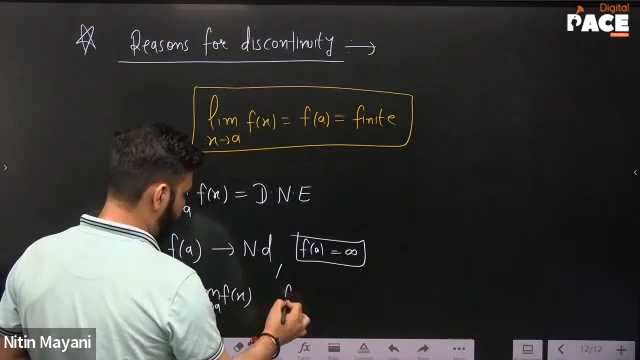 Digital
PACE
☆ Reasons for discontinuity :→
lim f(x) = f(a) = finite
x→a
f(x) = D.N.E
a
f(a) → N.d, f(a) = ∞
f(x) f
a
Nitin Mayani
12/12